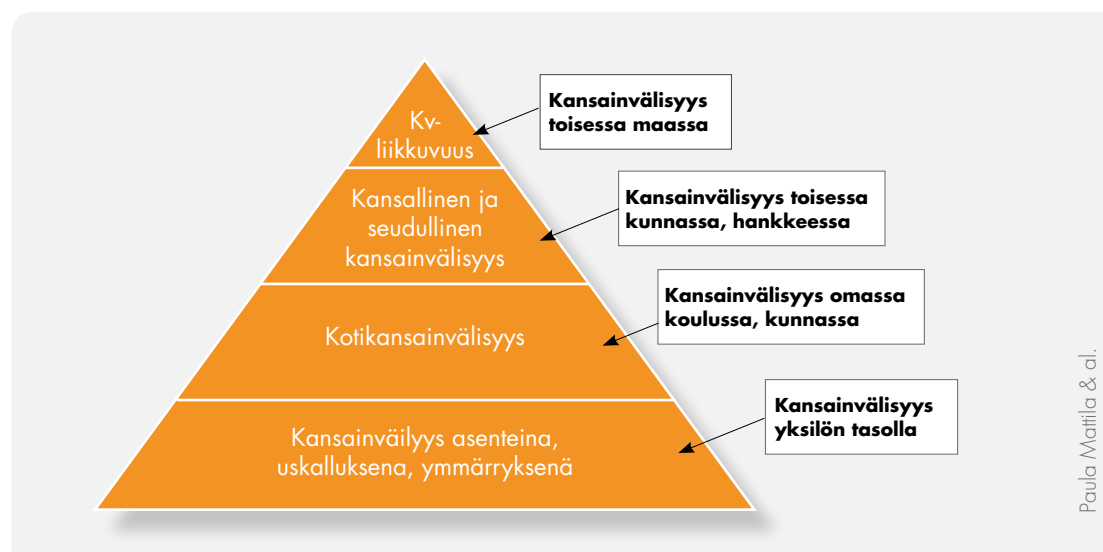 Kv-
liikkuvuus
Kansainvälisyys
toisessa maassa
Kansallinen ja
seudullinen
kansainvälisyys
Kansainvälisyys toisessa
kunnassa, hankkeessa
Kotikansainvälisyys
Kansainvälisyys omassa
koulussa, kunnassa
Kansainväilyys asenteina,
uskalluksena, ymmärryksenä
Kansainvälisyys
yksilön tasolla
Paula Mattila & al.